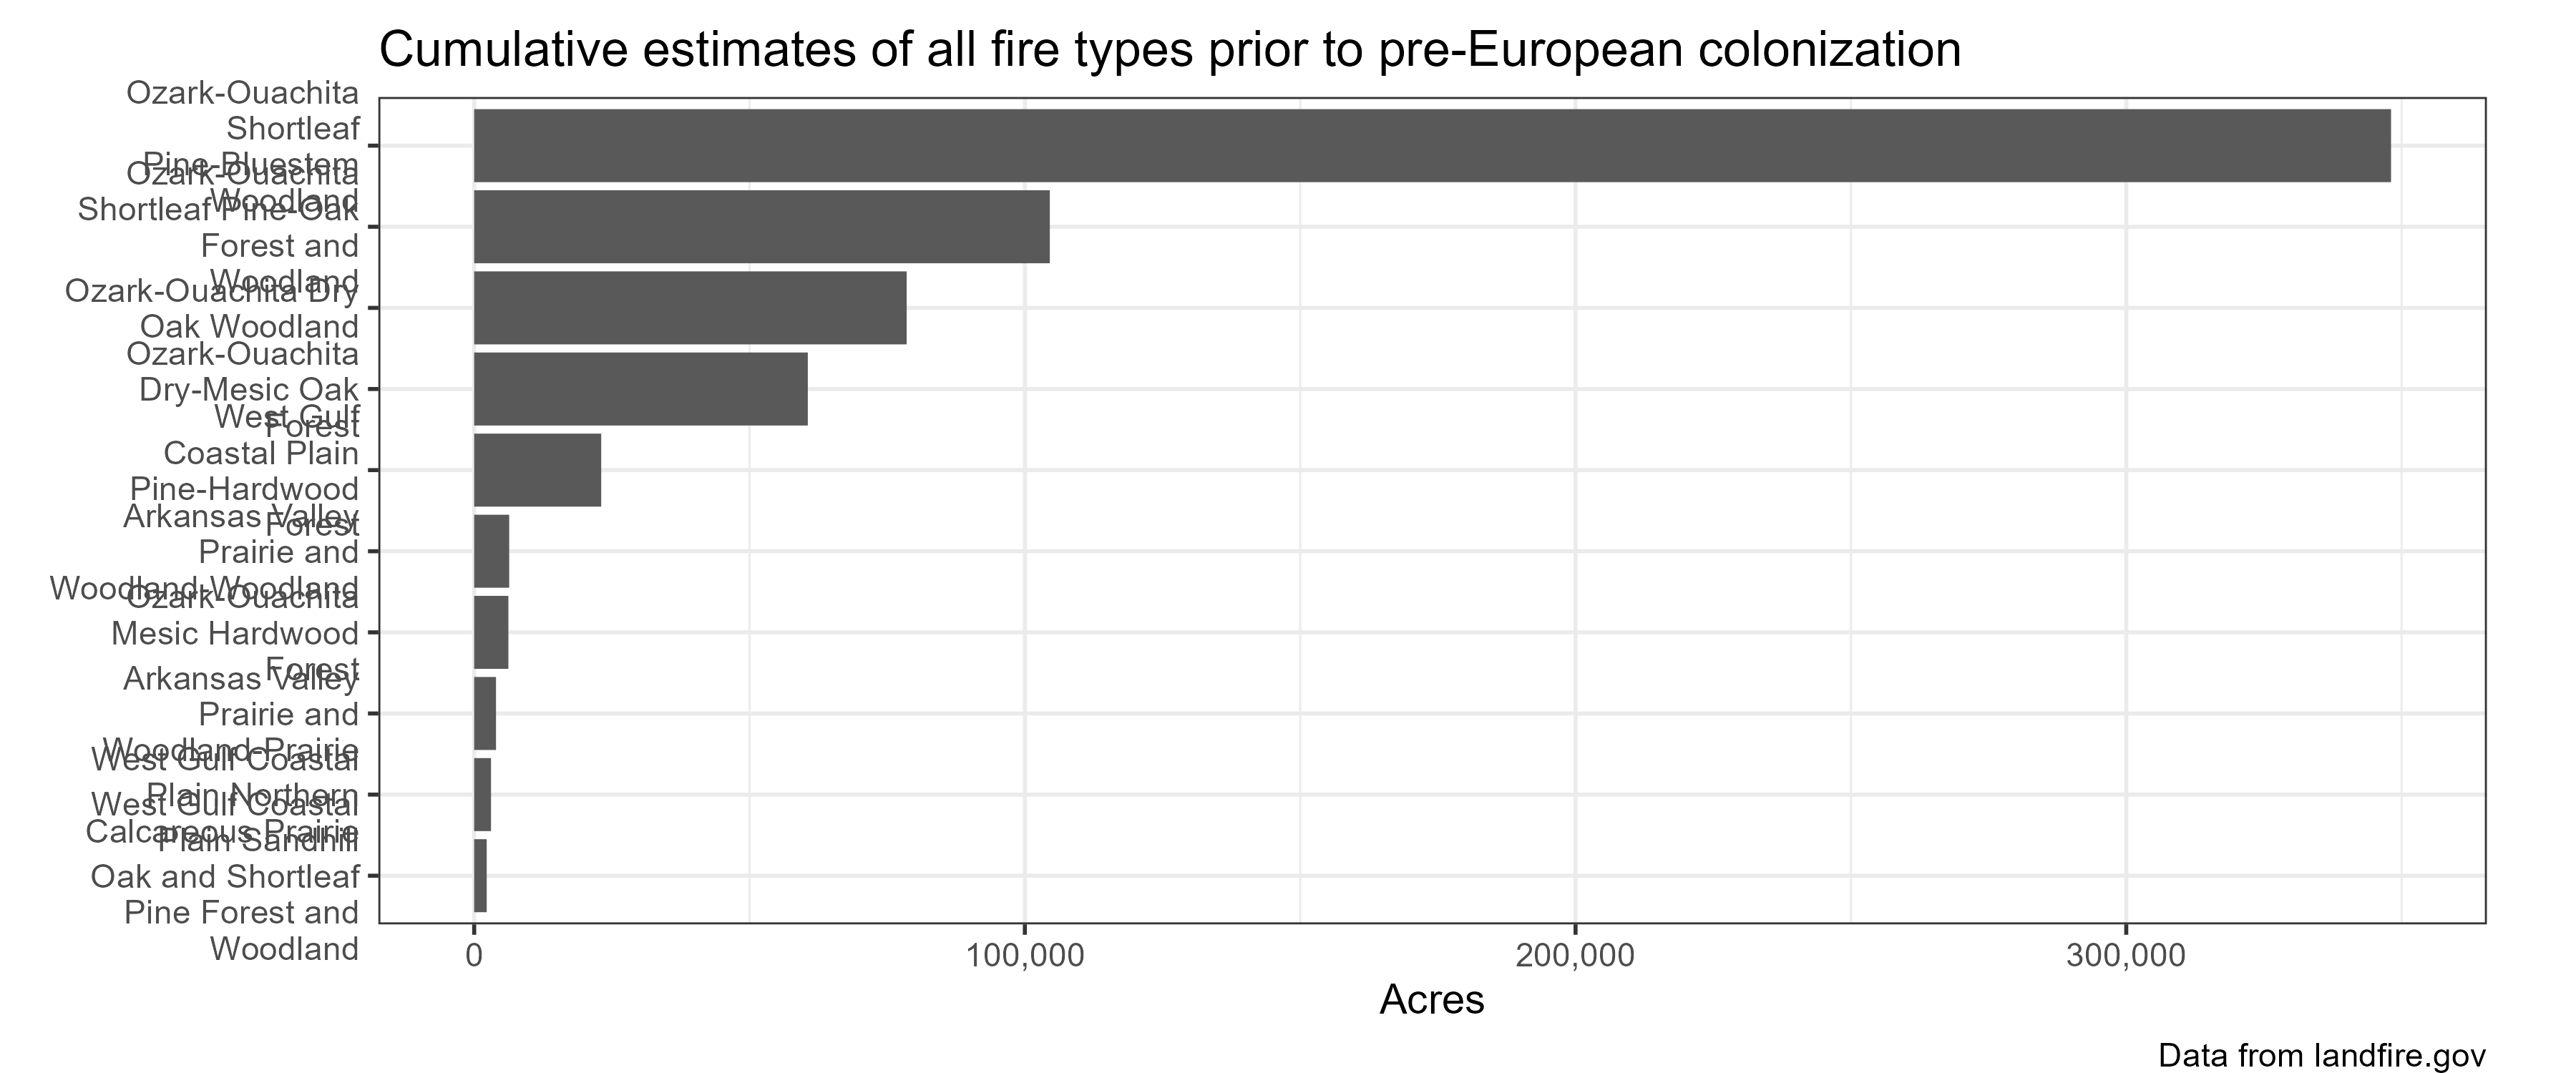 Cumulative estimates of all fire types prior to pre-European colonization
Ozark-Ouachita
Shortleaf
Pine-Bluestem
Woodland
Ozark-Ouachita
Shortleaf Pine-Oak
Forest and
Woodland
Ozark-Ouachita Dry
Oak Woodland
Ozark-Ouachita
Dry-Mesic Oak
Forest
West Gulf
Coastal Plain
Pine-Hardwood
Forest
Arkansas Valley
Prairie and
Woodland-Woodland
Ozark-Ouachita
Mesic Hardwood
Forest
Arkansas Valley
Prairie and
Woodland-Prairie
West Gulf Coastal
Plain Northern
Calcareous Prairie
West Gulf Coastal
Plain Sandhill
Oak and Shortleaf
Pine Forest and
Woodland
0
100,000
200,000
300,000
Acres
Data from landfire.gov